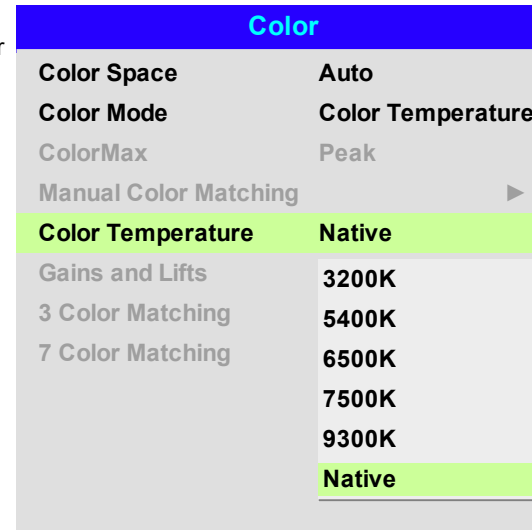 Color
Color Space Auto
Color Mode Color Temperature
ColorMax Peak
Manual Color Matching ►
Color Temperature Native
Gains and Lifts 3200K
3 Color Matching 5400K
7 Color Matching 6500K
7500K
9300K
Native